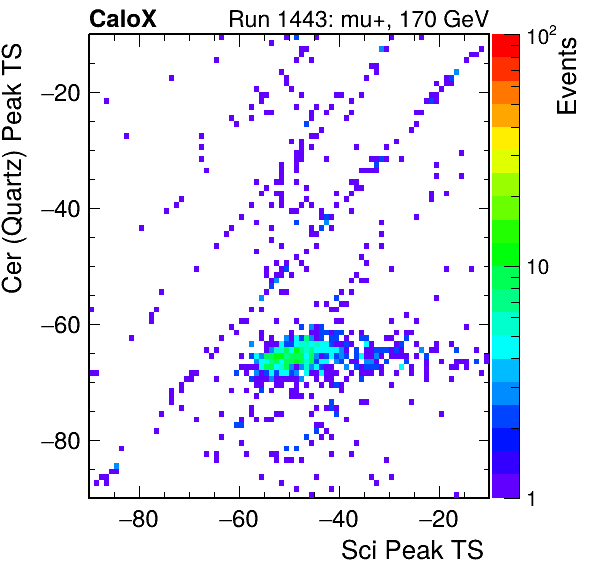 CaloX Run 1443: mu+, 170 GeV
Cer (Quartz) Peak TS
−20
−40
−60
−80
−80 −60 −40 −20
Sci Peak TS
10²
10
1
Events